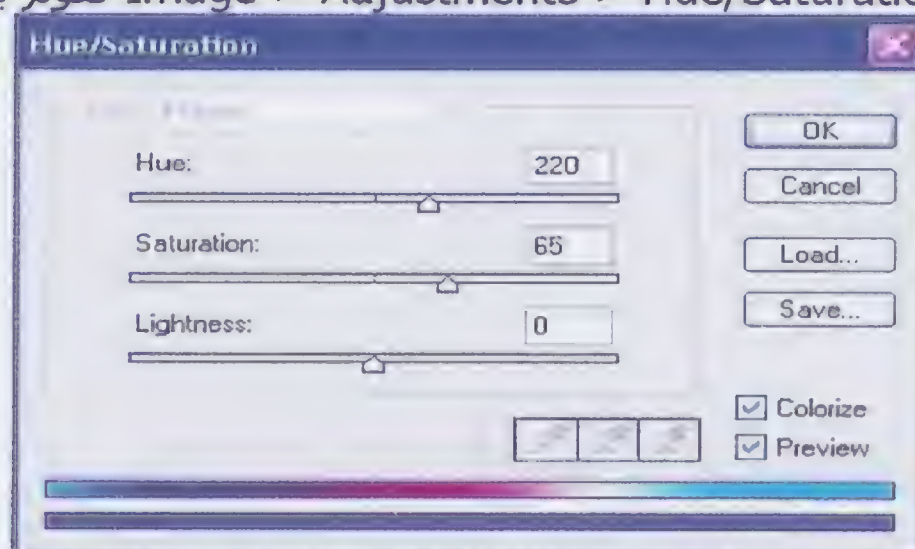 Image > Adjustments > Hue/Saturation
Hue/Saturation
Hue: 220
OK
Cancel
Saturation: 65
Load...
Save...
Lightness: 0
Colorize
Preview